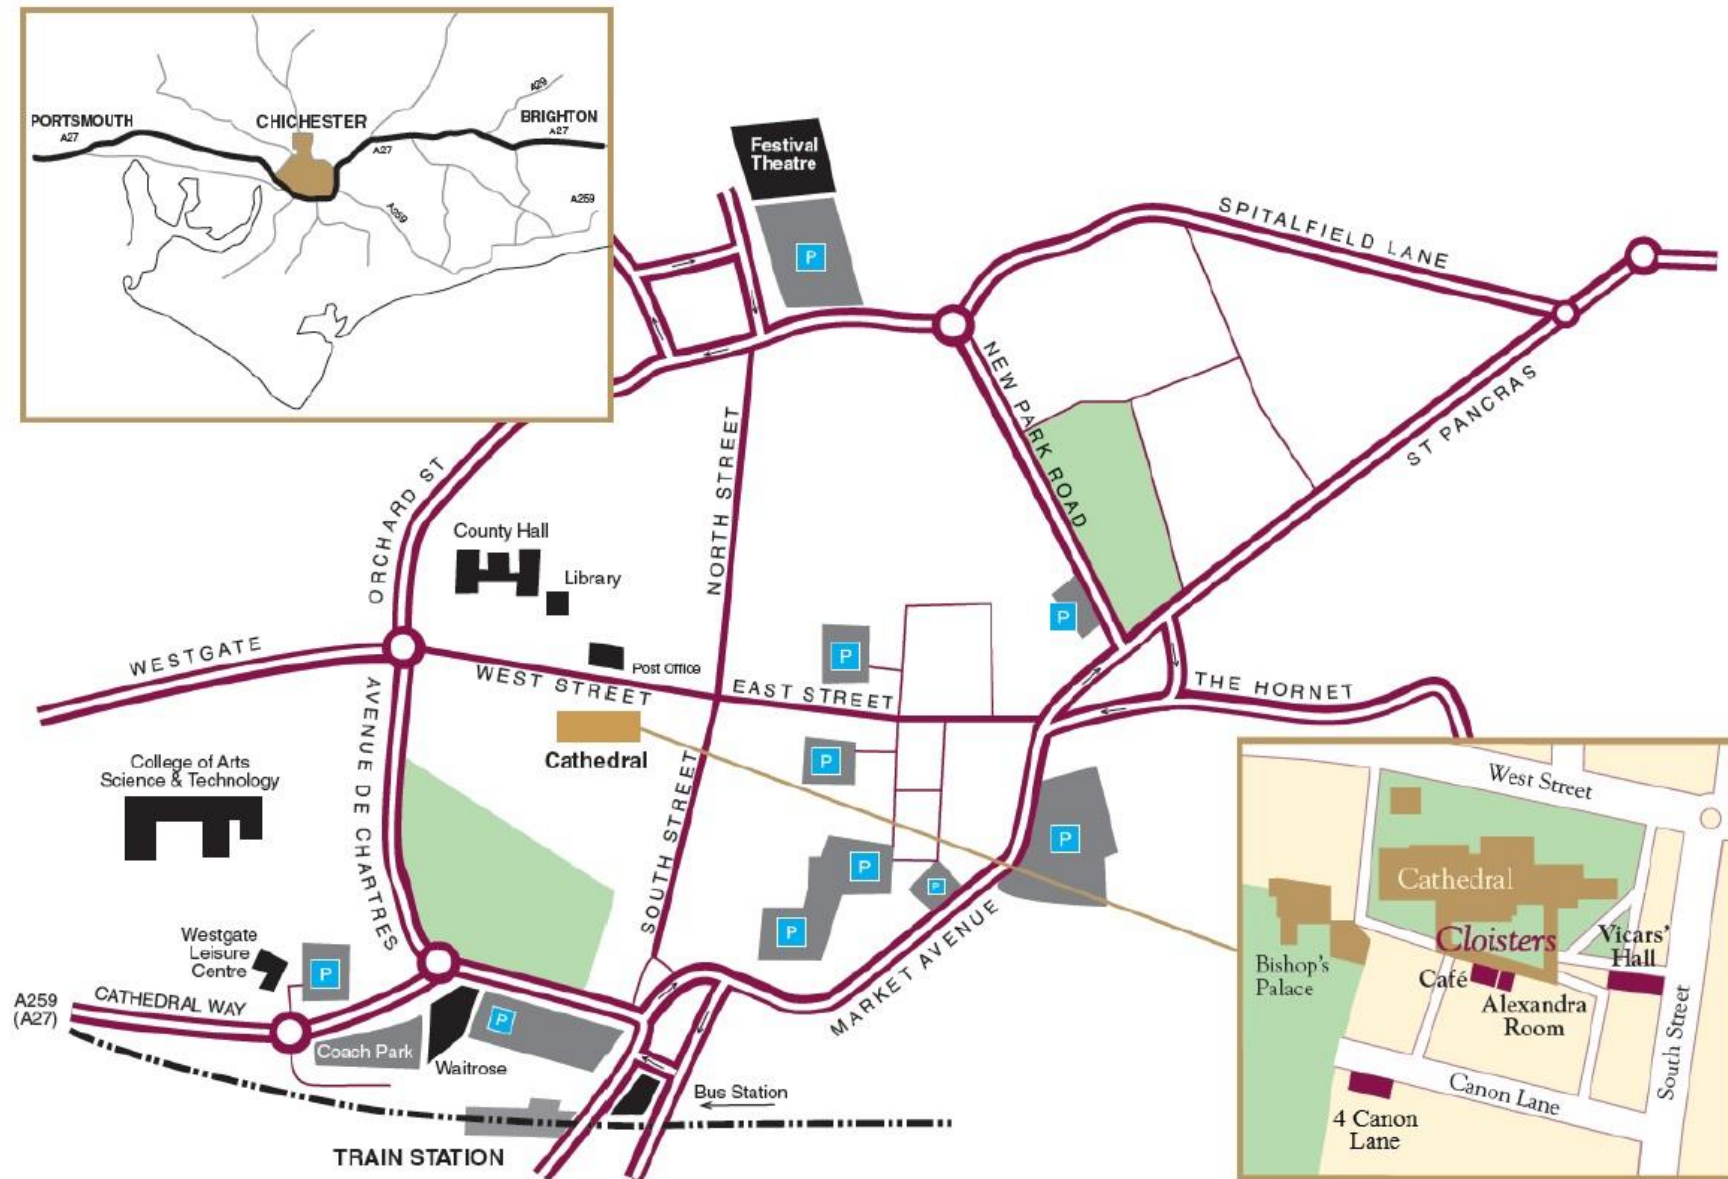 PORTSMOUTH
A27
CHICHESTER
A27
A29
BRIGHTON
A27
A259
A259
Festival
Theatre
P
SPITALFIELD LANE
NEW PARK ROAD
ST PANCRAS
NORTH STREET
ORCHARD ST
County Hall
Library
P
P
Post Office
WESTGATE
WEST STREET
EAST STREET
THE HORNET
Cathedral
P
College of Arts
Science & Technology
AVENUE DE CHARTRES
SOUTH STREET
P
P
P
P
MARKET AVENUE
Westgate
Leisure
Centre
P
A259
(A27)
CATHEDRAL WAY
P
Coach Park
Waitrose
Bus Station
TRAIN STATION
West Street
Cathedral
Cloisters
Vicars'
Hall
Bishop's
Palace
Café
Alexandra
Room
South Street
Canon Lane
4 Canon
Lane